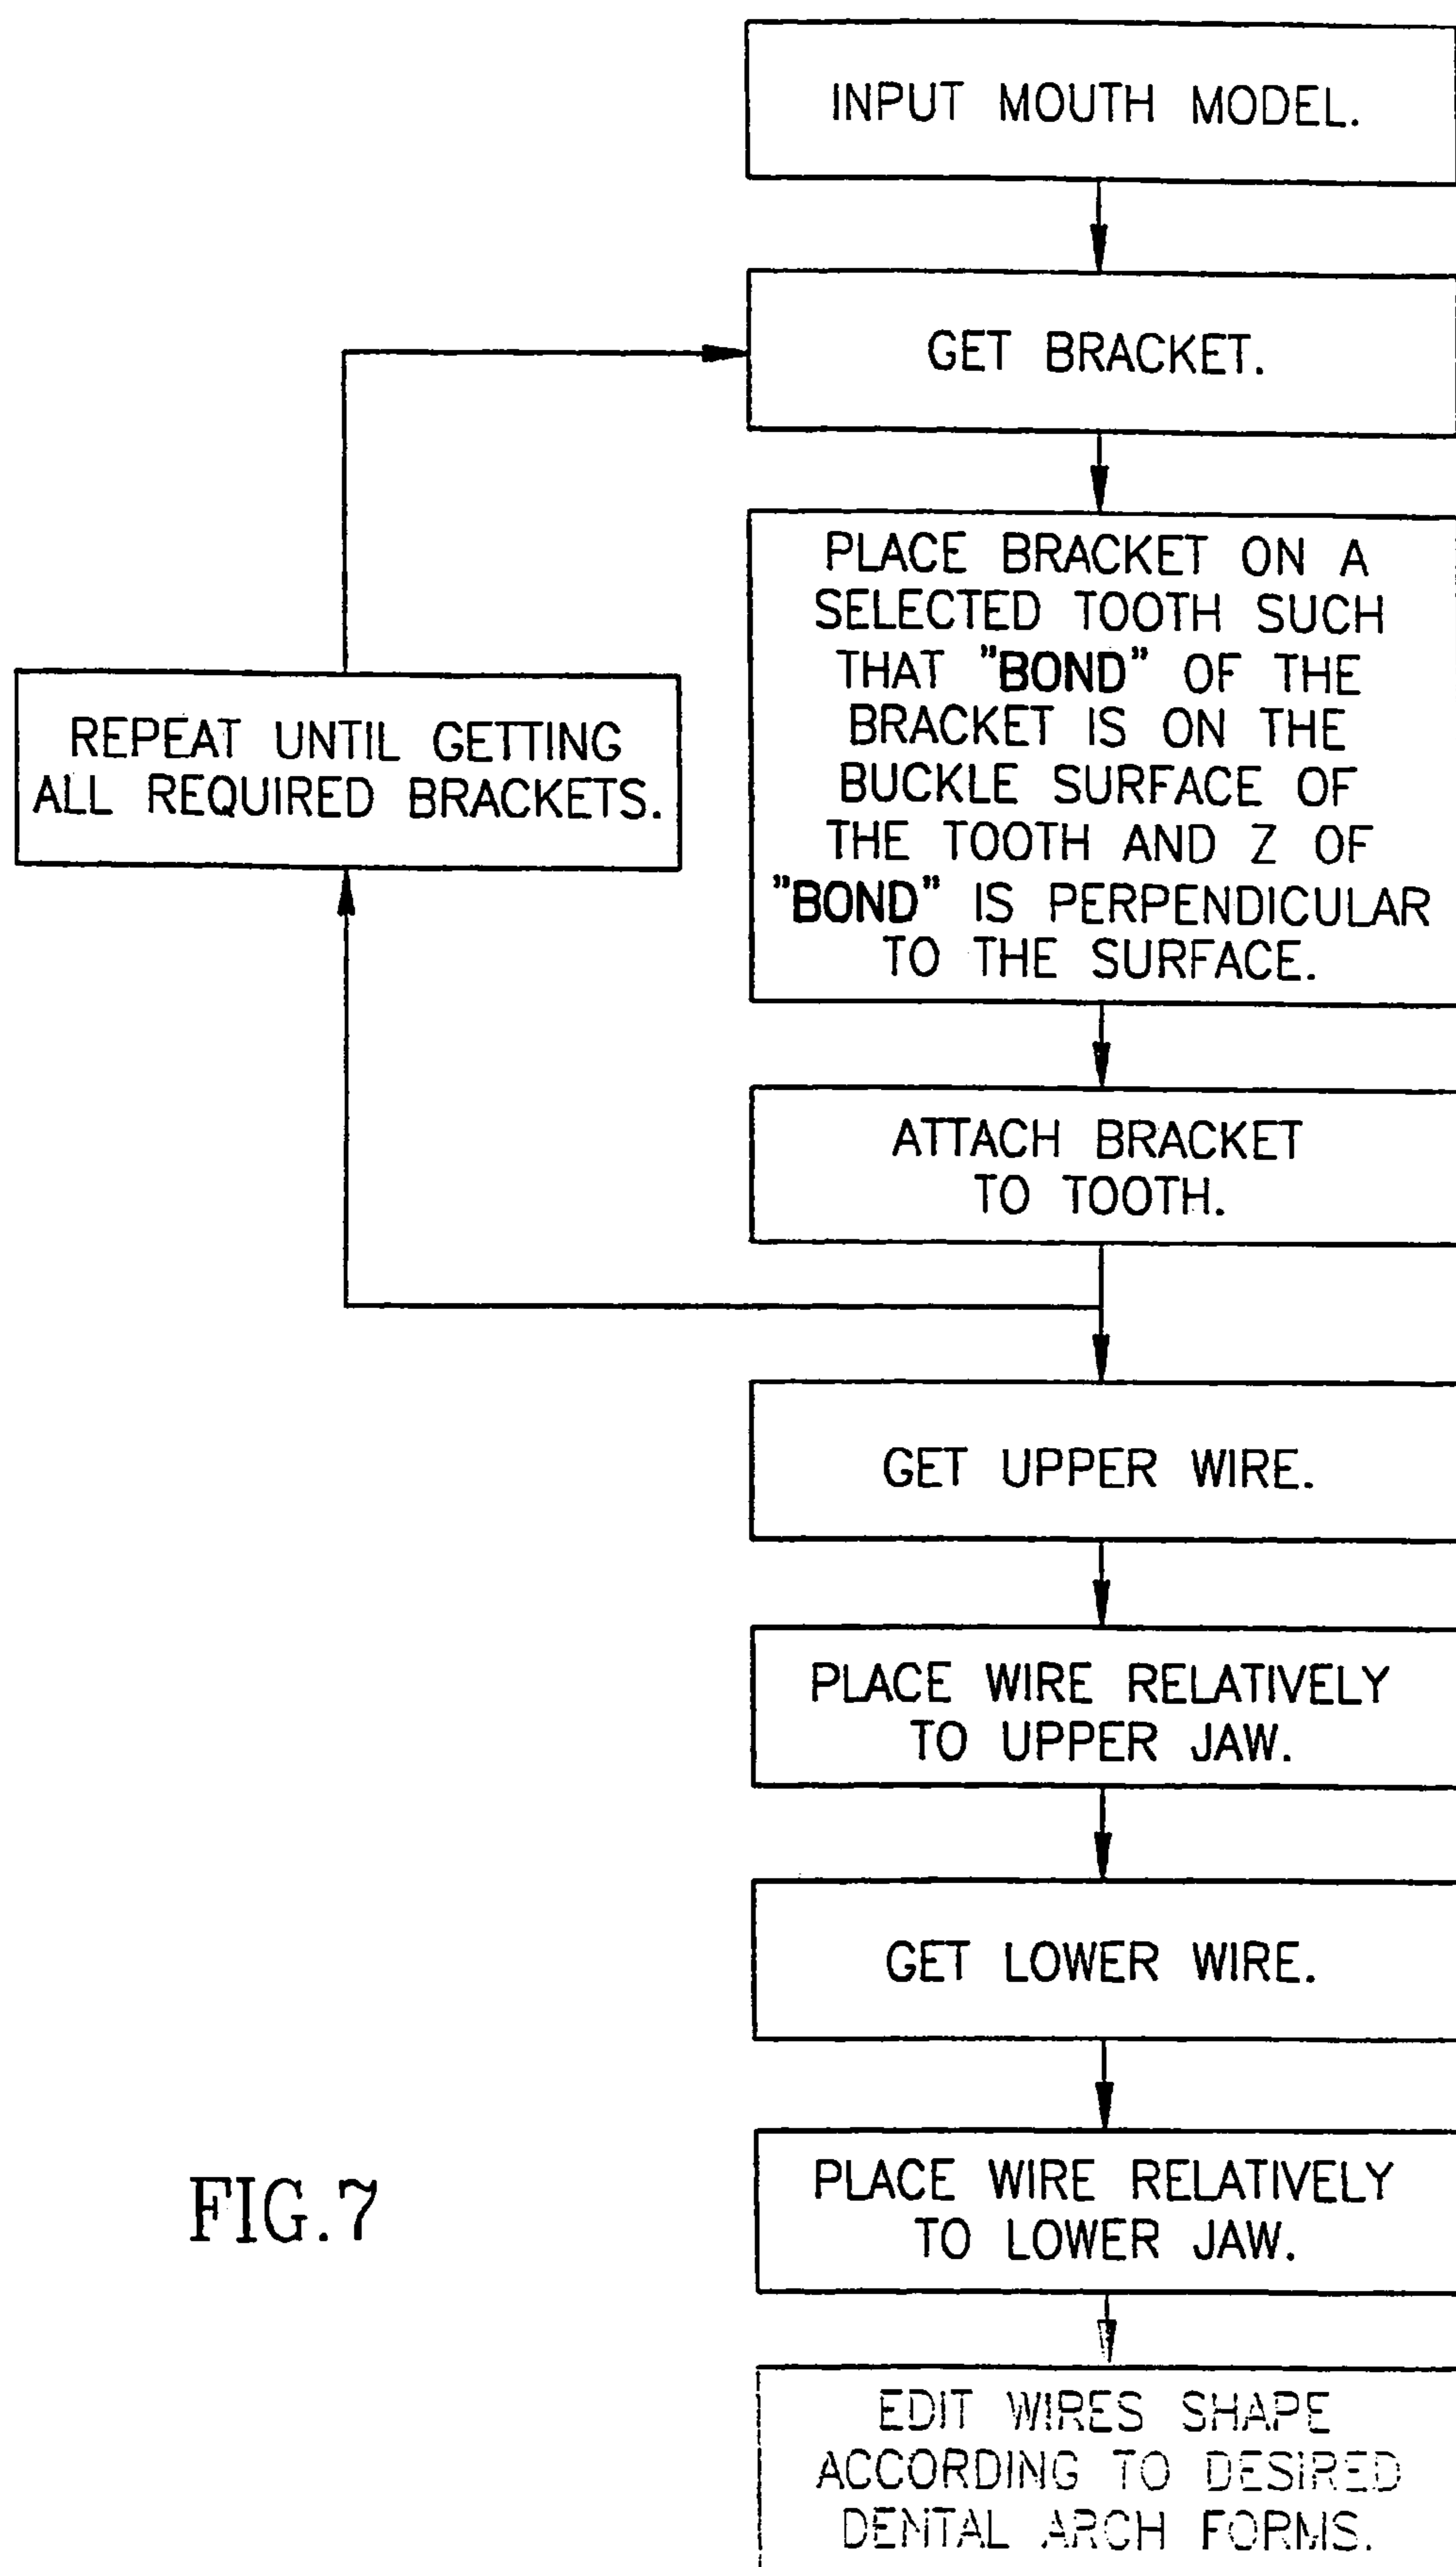 INPUT MOUTH MODEL.
GET BRACKET.
PLACE BRACKET ON A
SELECTED TOOTH SUCH
THAT "BOND" OF THE
BRACKET IS ON THE
BUCKLE SURFACE OF
THE TOOTH AND Z OF
"BOND" IS PERPENDICULAR
TO THE SURFACE.
REPEAT UNTIL GETTING
ALL REQUIRED BRACKETS.
ATTACH BRACKET
TO TOOTH.
GET UPPER WIRE.
PLACE WIRE RELATIVELY
TO UPPER JAW.
GET LOWER WIRE.
PLACE WIRE RELATIVELY
TO LOWER JAW.
EDIT WIRES SHAPE
ACCORDING TO DESIRED
DENTAL ARCH FORMS.
FIG.7